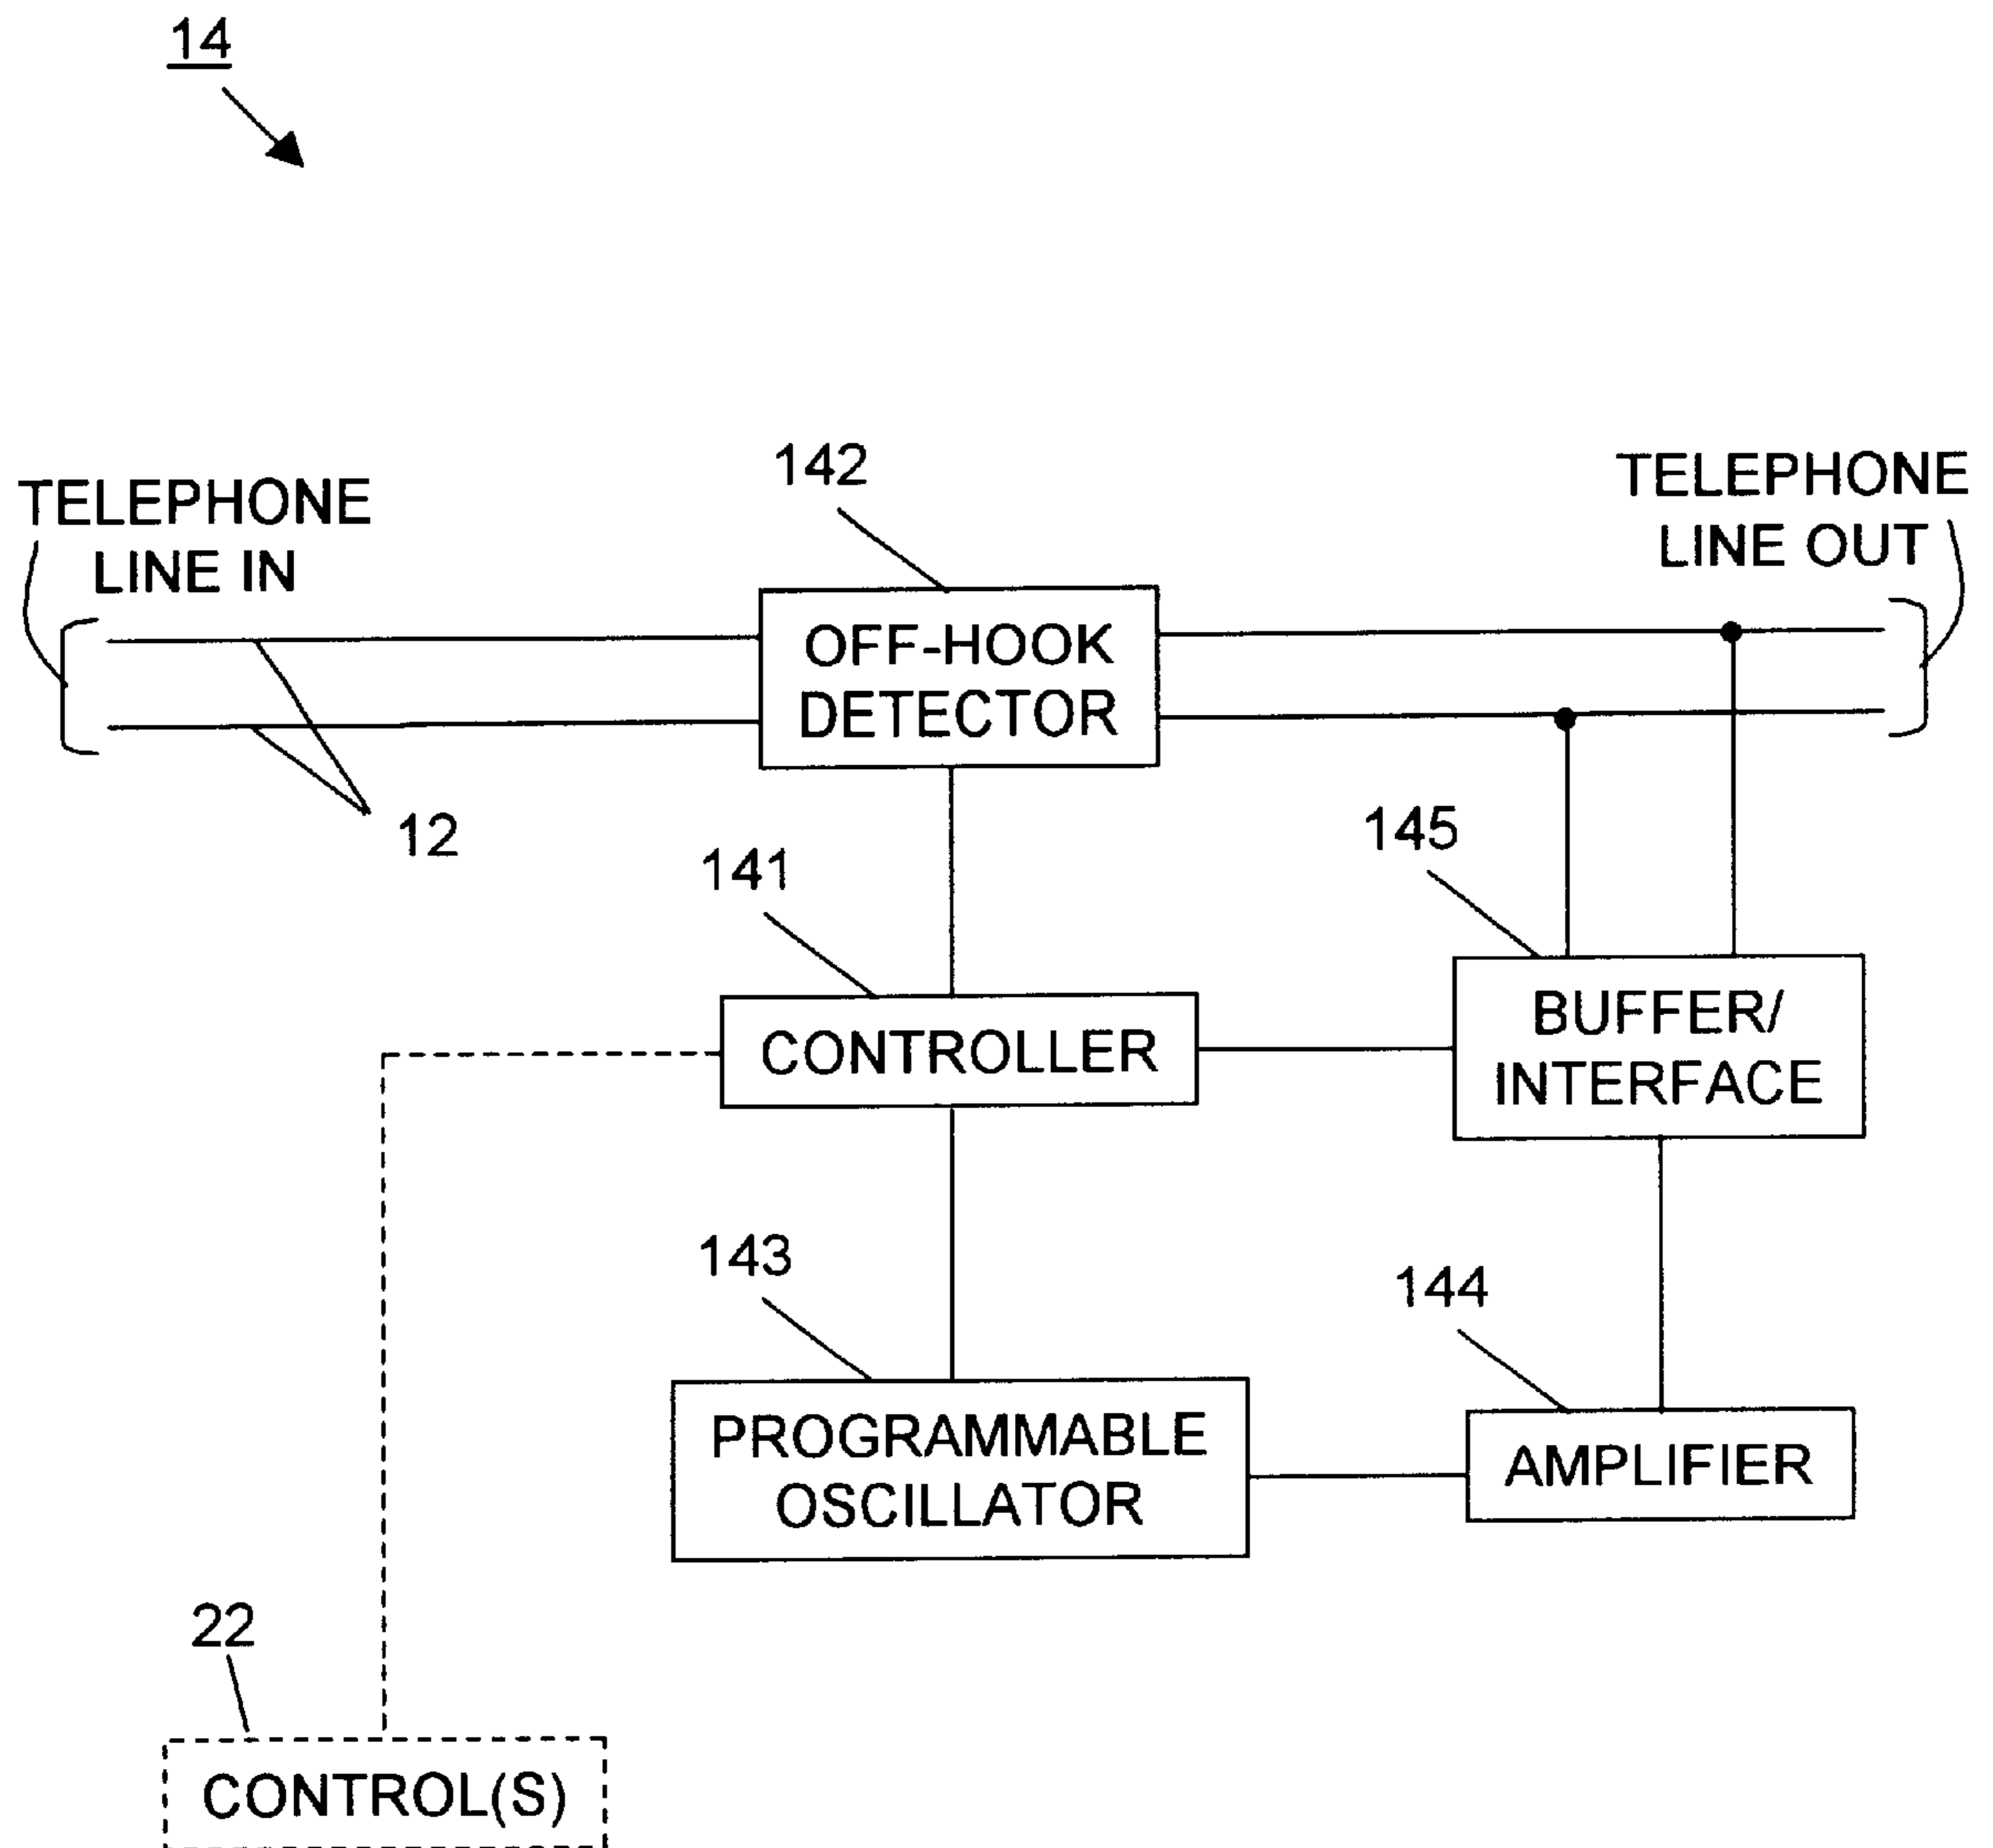 14
142
TELEPHONE
LINE IN
TELEPHONE
LINE OUT
OFF-HOOK
DETECTOR
12
145
141
CONTROLLER
BUFFER/
INTERFACE
143
144
PROGRAMMABLE
OSCILLATOR
AMPLIFIER
22
CONTROL(S)